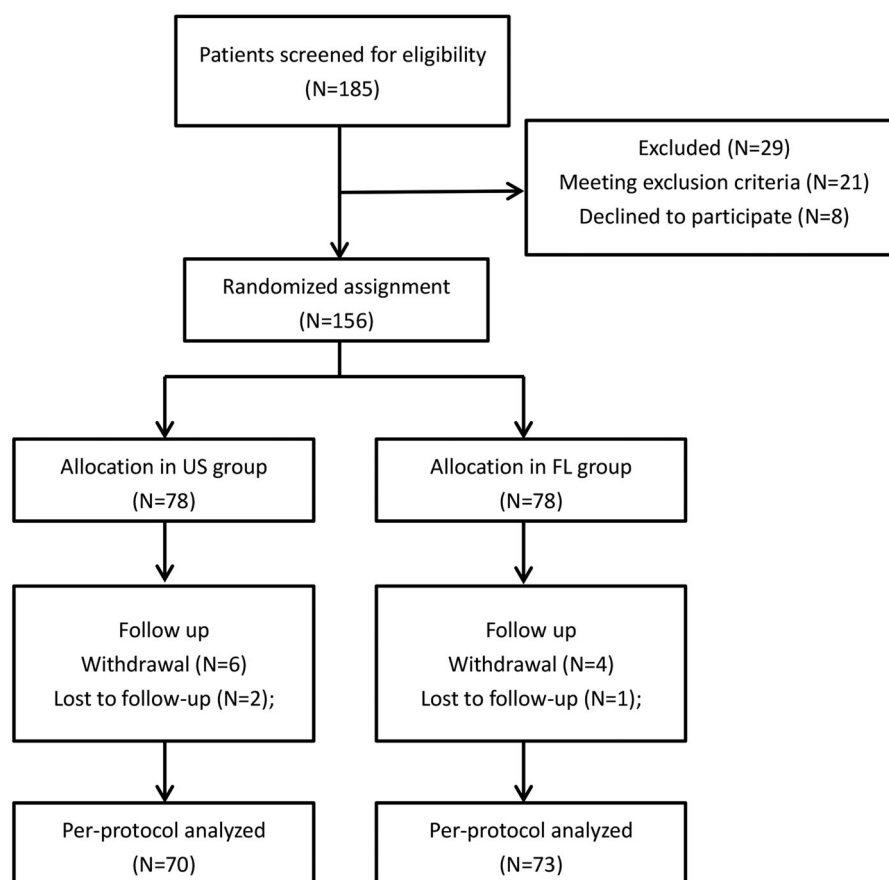 Patients screened for eligibility
(N=185)
Excluded (N=29)
Meeting exclusion criteria (N=21)
Declined to participate (N=8)
Randomized assignment
(N=156)
Allocation in US group
(N=78)
Allocation in FL group
(N=78)
Follow up
Withdrawal (N=6)
Lost to follow-up (N=2);
Follow up
Withdrawal (N=4)
Lost to follow-up (N=1);
Per-protocol analyzed
(N=70)
Per-protocol analyzed
(N=73)